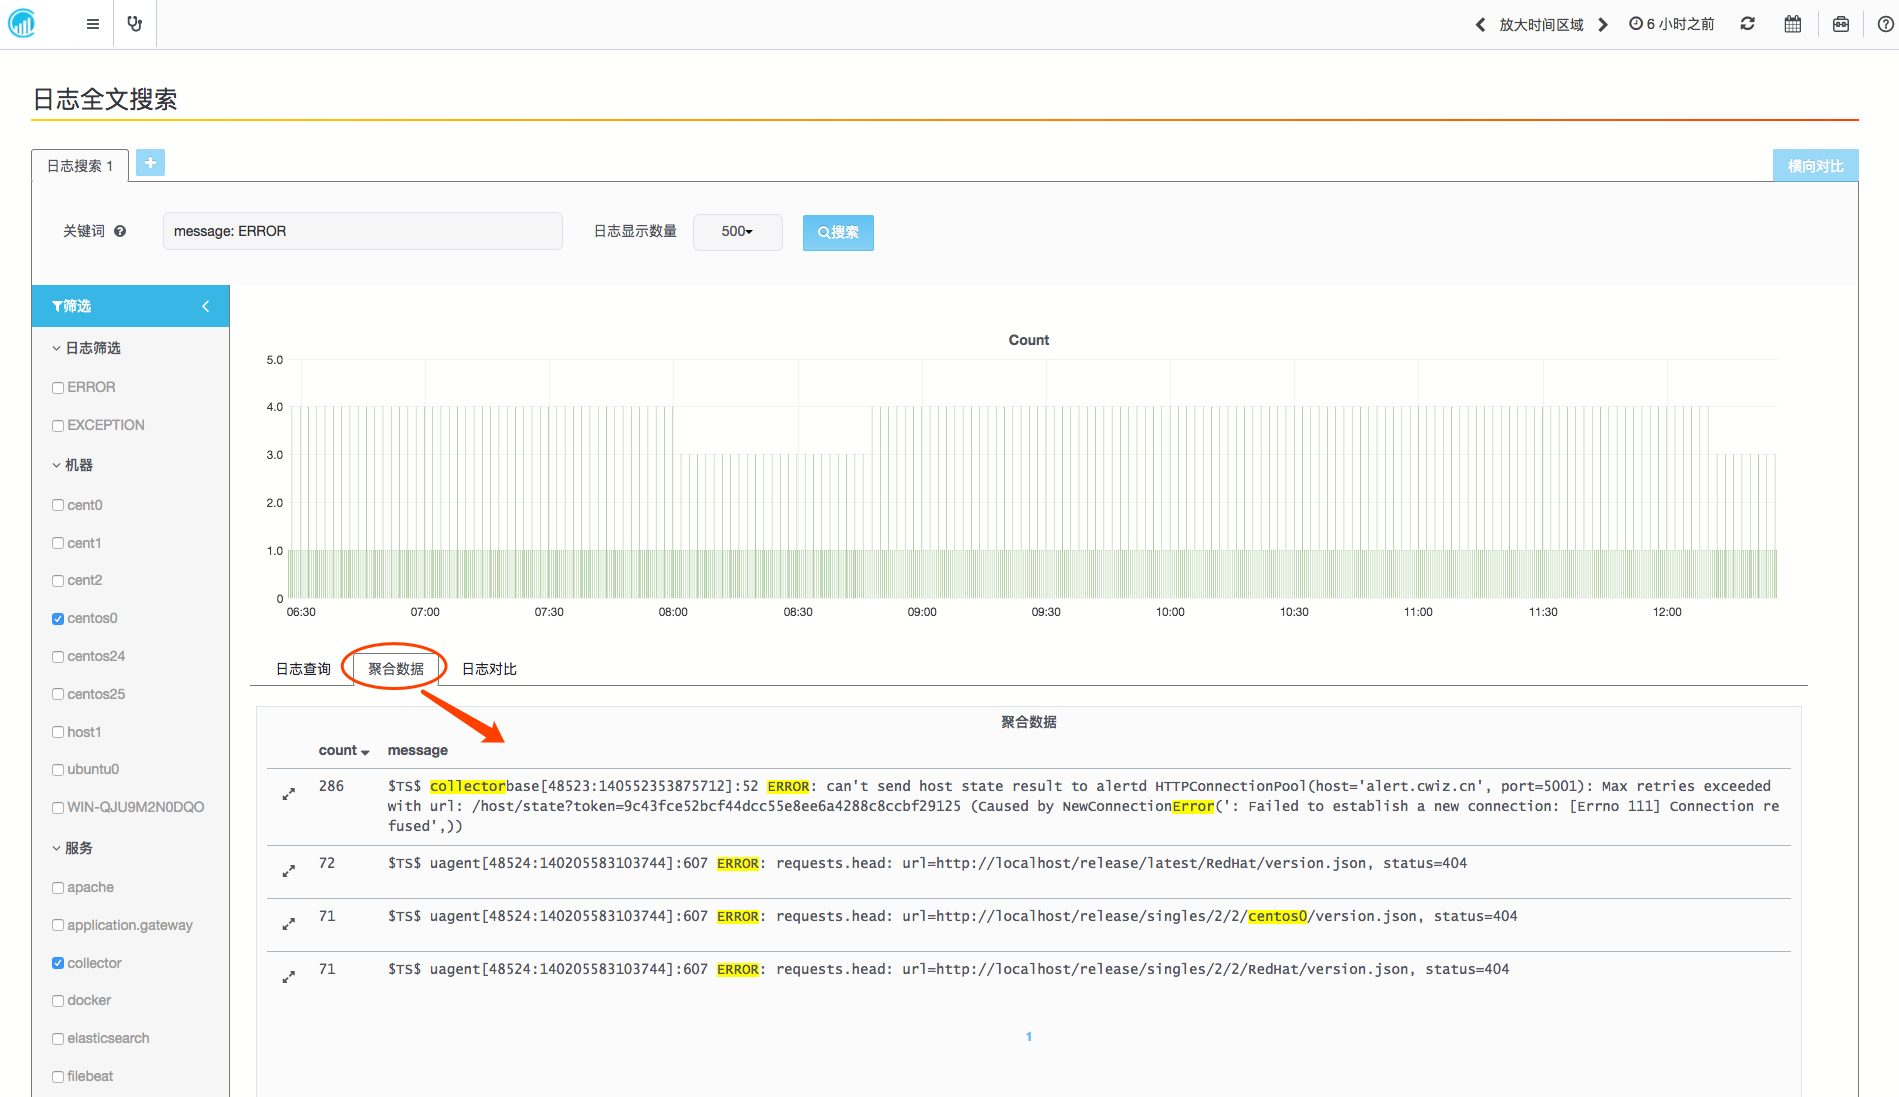 放大时间区域 6 小时之前
日志全文搜索
日志搜索 1
横向对比
关键词 message: ERROR 日志显示数量 500 搜索
筛选
日志筛选
ERROR
EXCEPTION
机器
cent0
cent1
cent2
centos0
centos24
centos25
host1
ubuntu0
WIN-QJU9M2N0DQO
服务
apache
application.gateway
collector
docker
elasticsearch
filebeat
Count
5.0
4.0
3.0
2.0
1.0
0
06:30 07:00 07:30 08:00 08:30 09:00 09:30 10:00 10:30 11:00 11:30 12:00
日志查询 聚合数据 日志对比
聚合数据
count message
286 $TS$ collectorbase[48523:140552353875712]:52 ERROR: can't send host state result to alertd HTTPConnectionPool(host='alert.cwiz.cn', port=5001): Max retries exceeded
with url: /host/state?token=9c43fce52bcf44dcc55e8ee6a4288c8ccbf29125 (Caused by NewConnectionError(': Failed to establish a new connection: [Errno 111] Connection re
fused',))
72 $TS$ uagent[48524:140205583103744]:607 ERROR: requests.head: url=http://localhost/release/latest/RedHat/version.json, status=404
71 $TS$ uagent[48524:140205583103744]:607 ERROR: requests.head: url=http://localhost/release/singles/2/2/centos0/version.json, status=404
71 $TS$ uagent[48524:140205583103744]:607 ERROR: requests.head: url=http://localhost/release/singles/2/2/RedHat/version.json, status=404
1